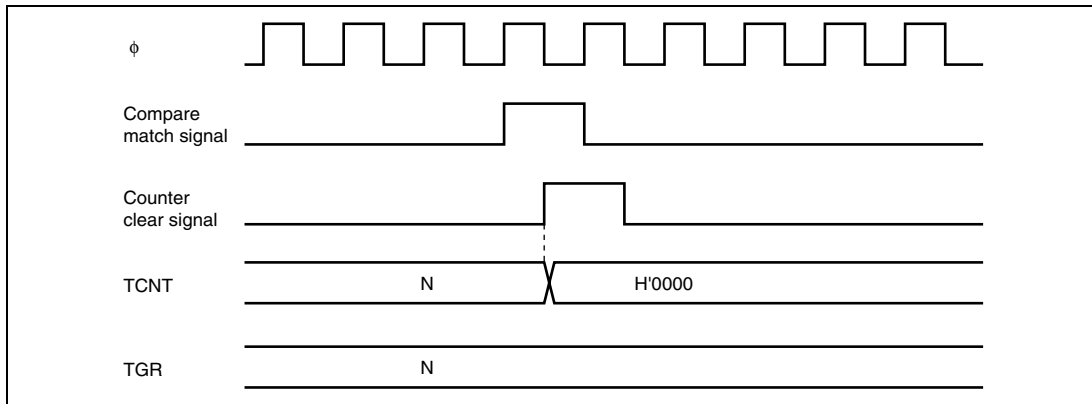 ϕ
Compare
match signal
Counter
clear signal
TCNT
N
H'0000
TGR
N